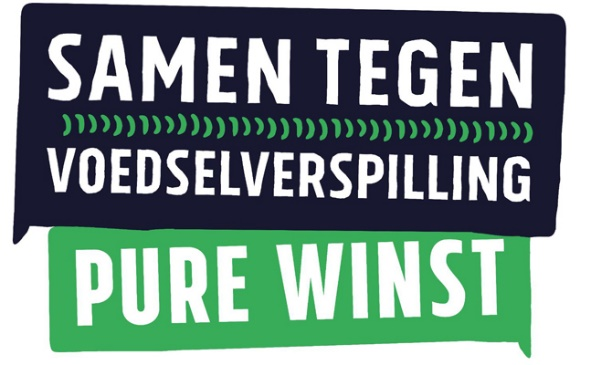 SAMEN TEGEN
VOEDSELVERSPILLING
PURE WINST